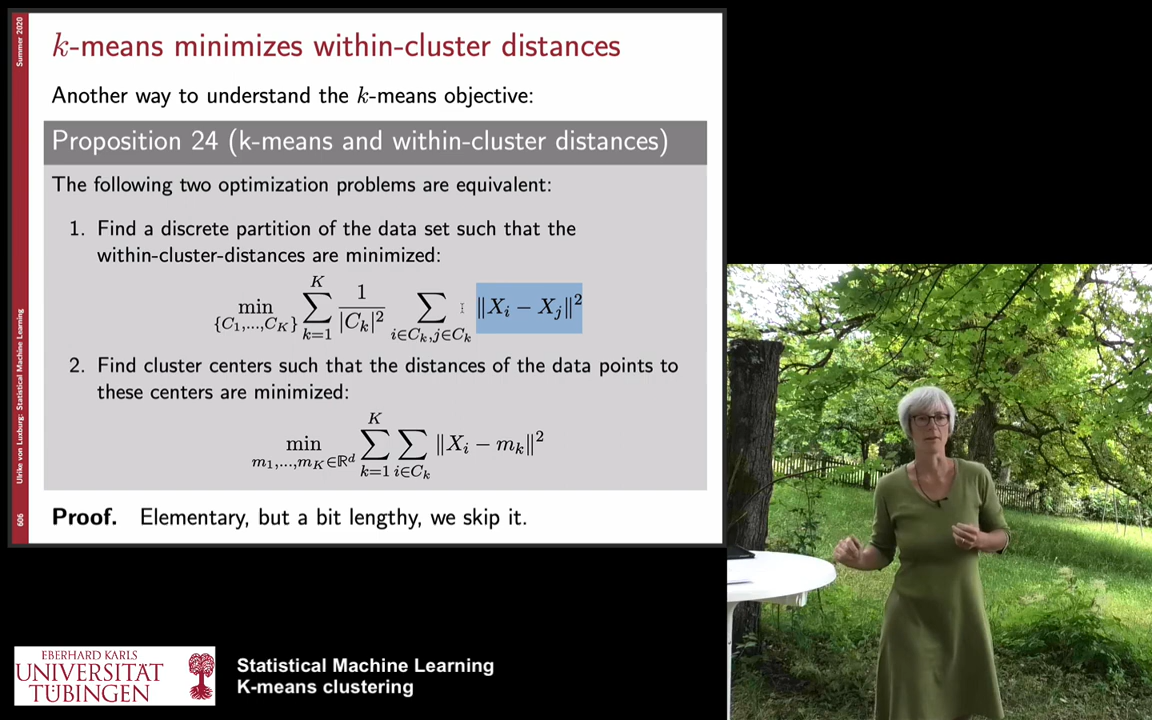 Summer 2020
Ulrike von Luxburg: Statistical Machine Learning
606
k-means minimizes within-cluster distances
Another way to understand the k-means objective:
Proposition 24 (k-means and within-cluster distances)
The following two optimization problems are equivalent:
1. Find a discrete partition of the data set such that the
within-cluster-distances are minimized:
min_{\{C_1,...,C_K\}} \sum_{k=1}^{K} \frac{1}{|C_k|^2} \sum_{i∈C_k,j∈C_k} ‖X_i − X_j‖^2
2. Find cluster centers such that the distances of the data points to
these centers are minimized:
min_{m_1,...,m_K∈ℝ^d} \sum_{k=1}^{K} \sum_{i∈C_k} ‖X_i − m_k‖^2
Proof. Elementary, but a bit lengthy, we skip it.
EBERHARD KARLS
UNIVERSITÄT
TÜBINGEN
Statistical Machine Learning
K-means clustering